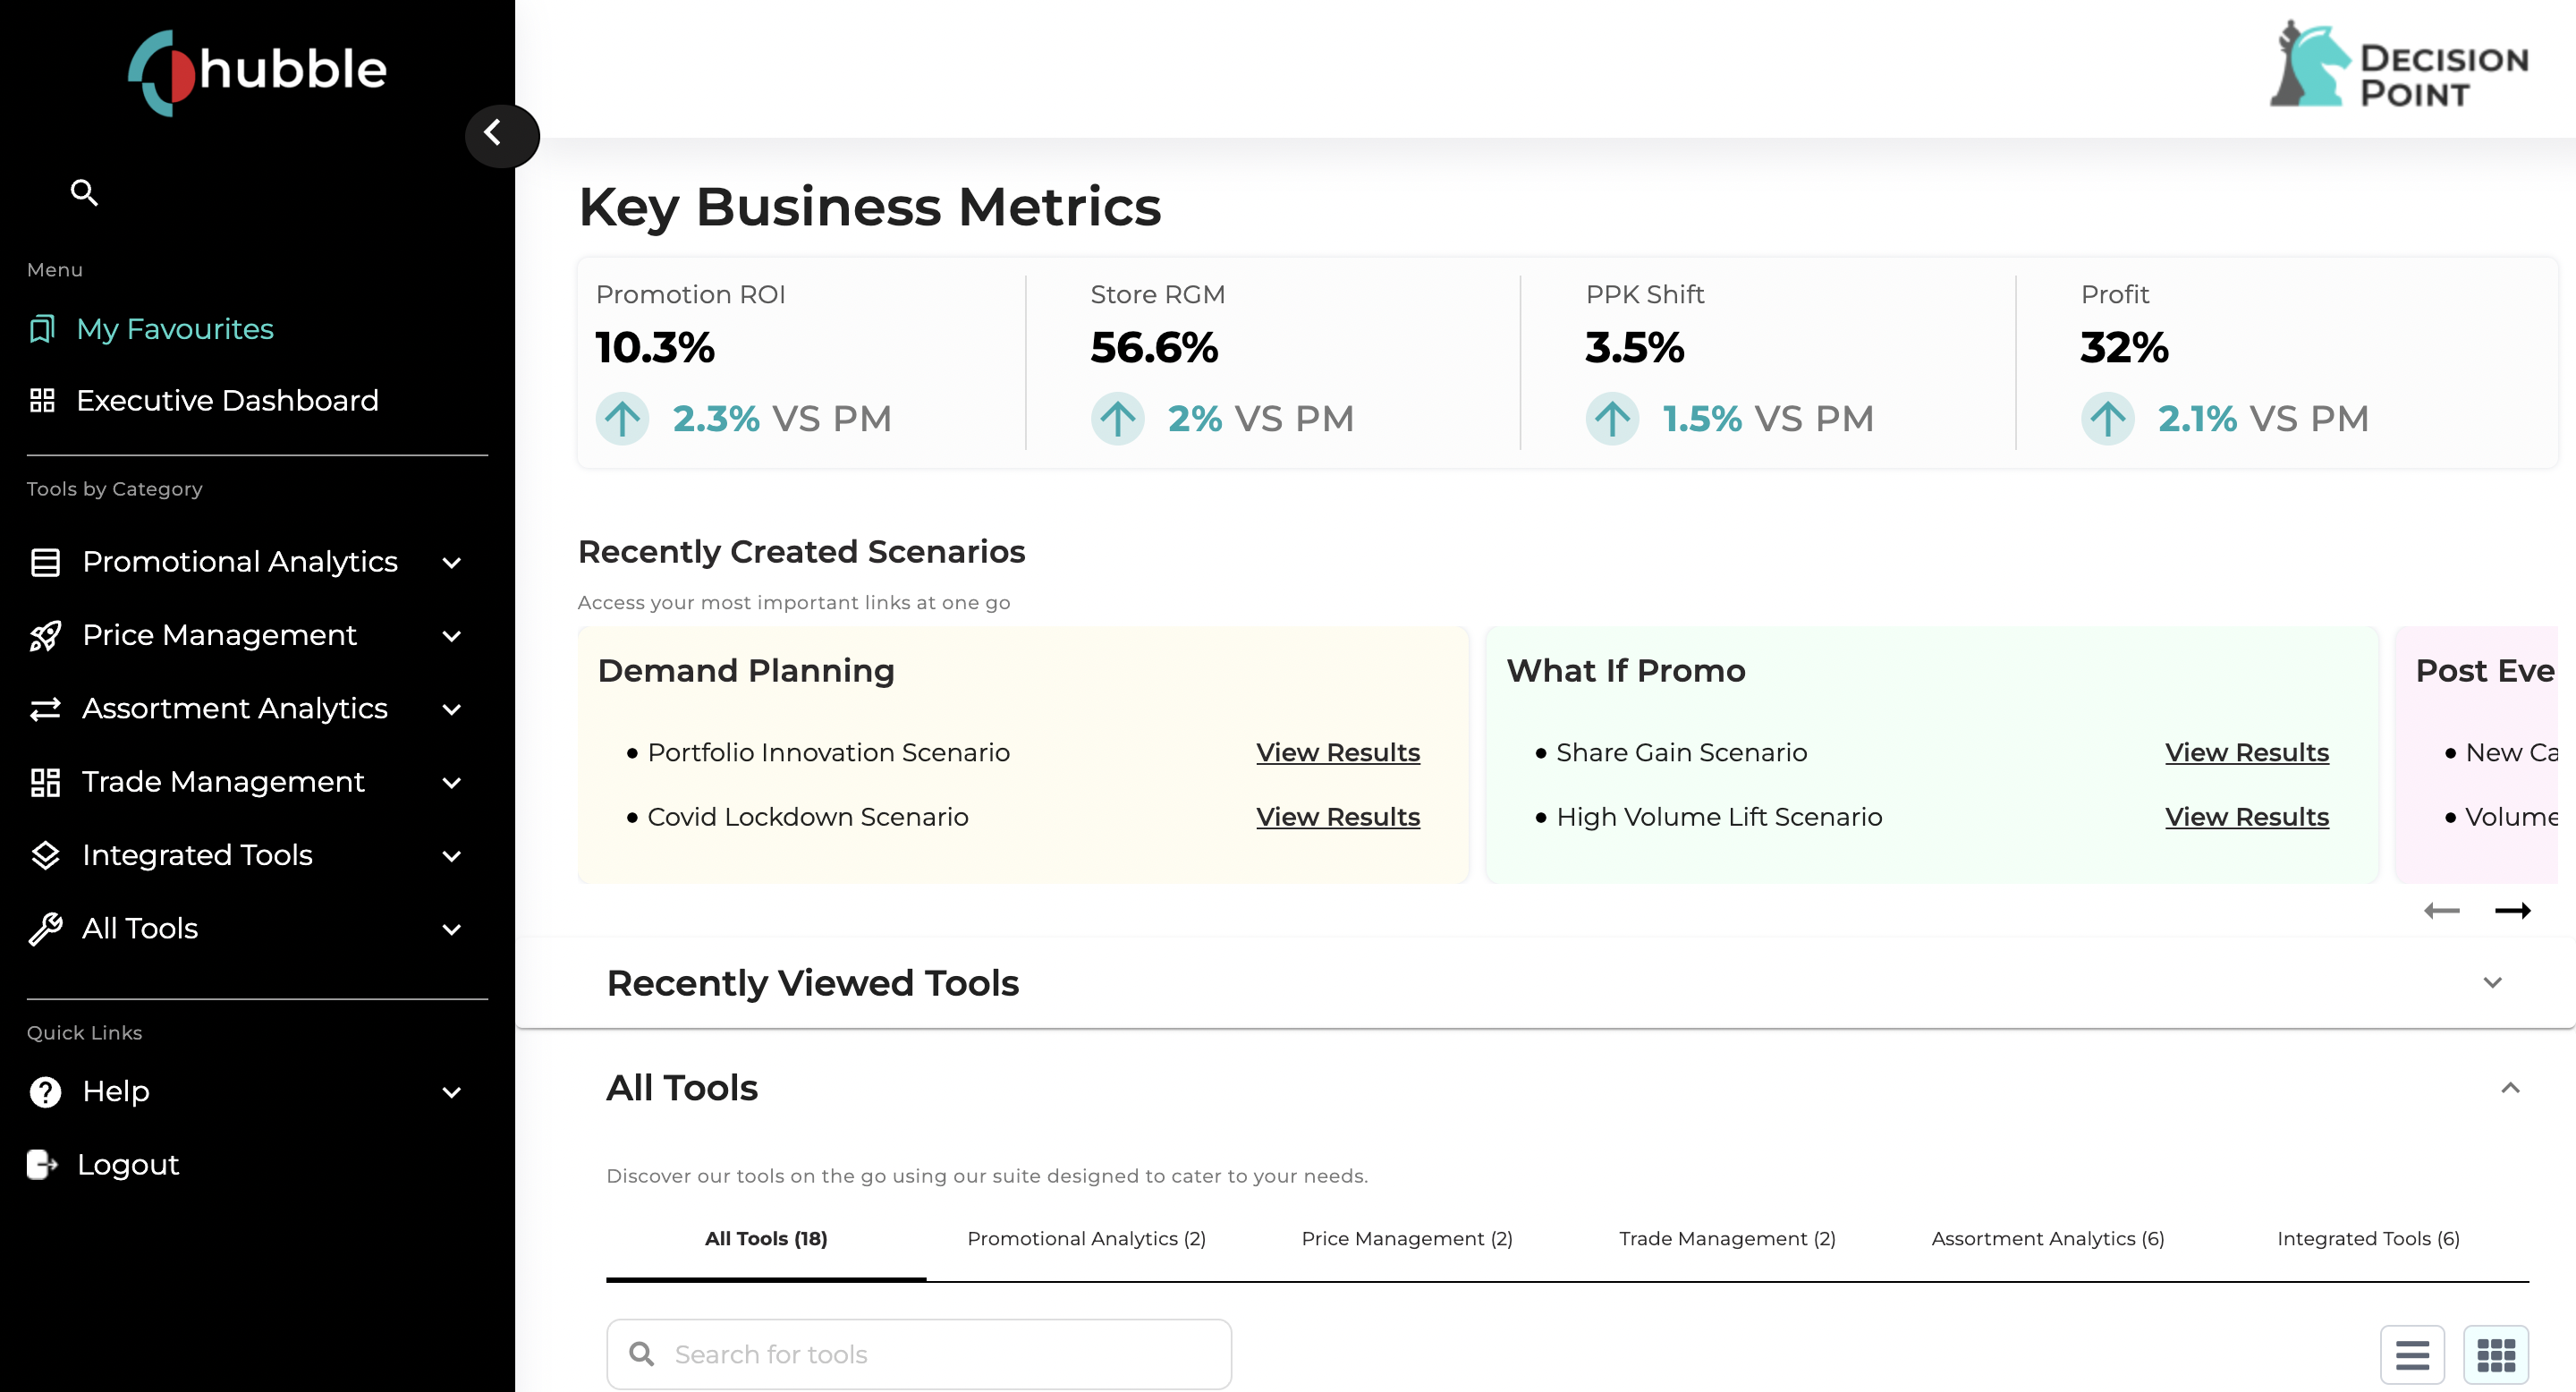 hubble
DECISION
POINT
Menu
My Favourites
Executive Dashboard
Tools by Category
Promotional Analytics
Price Management
Assortment Analytics
Trade Management
Integrated Tools
All Tools
Quick Links
Help
Logout
Key Business Metrics
Promotion ROI
10.3%
2.3% VS PM
Store RGM
56.6%
2% VS PM
PPK Shift
3.5%
1.5% VS PM
Profit
32%
2.1% VS PM
Recently Created Scenarios
Access your most important links at one go
Demand Planning
Portfolio Innovation Scenario View Results
Covid Lockdown Scenario View Results
What If Promo
Share Gain Scenario View Results
High Volume Lift Scenario View Results
Post Eve
New Ca
Volume
Recently Viewed Tools
All Tools
Discover our tools on the go using our suite designed to cater to your needs.
All Tools (18) Promotional Analytics (2) Price Management (2) Trade Management (2) Assortment Analytics (6) Integrated Tools (6)
Search for tools